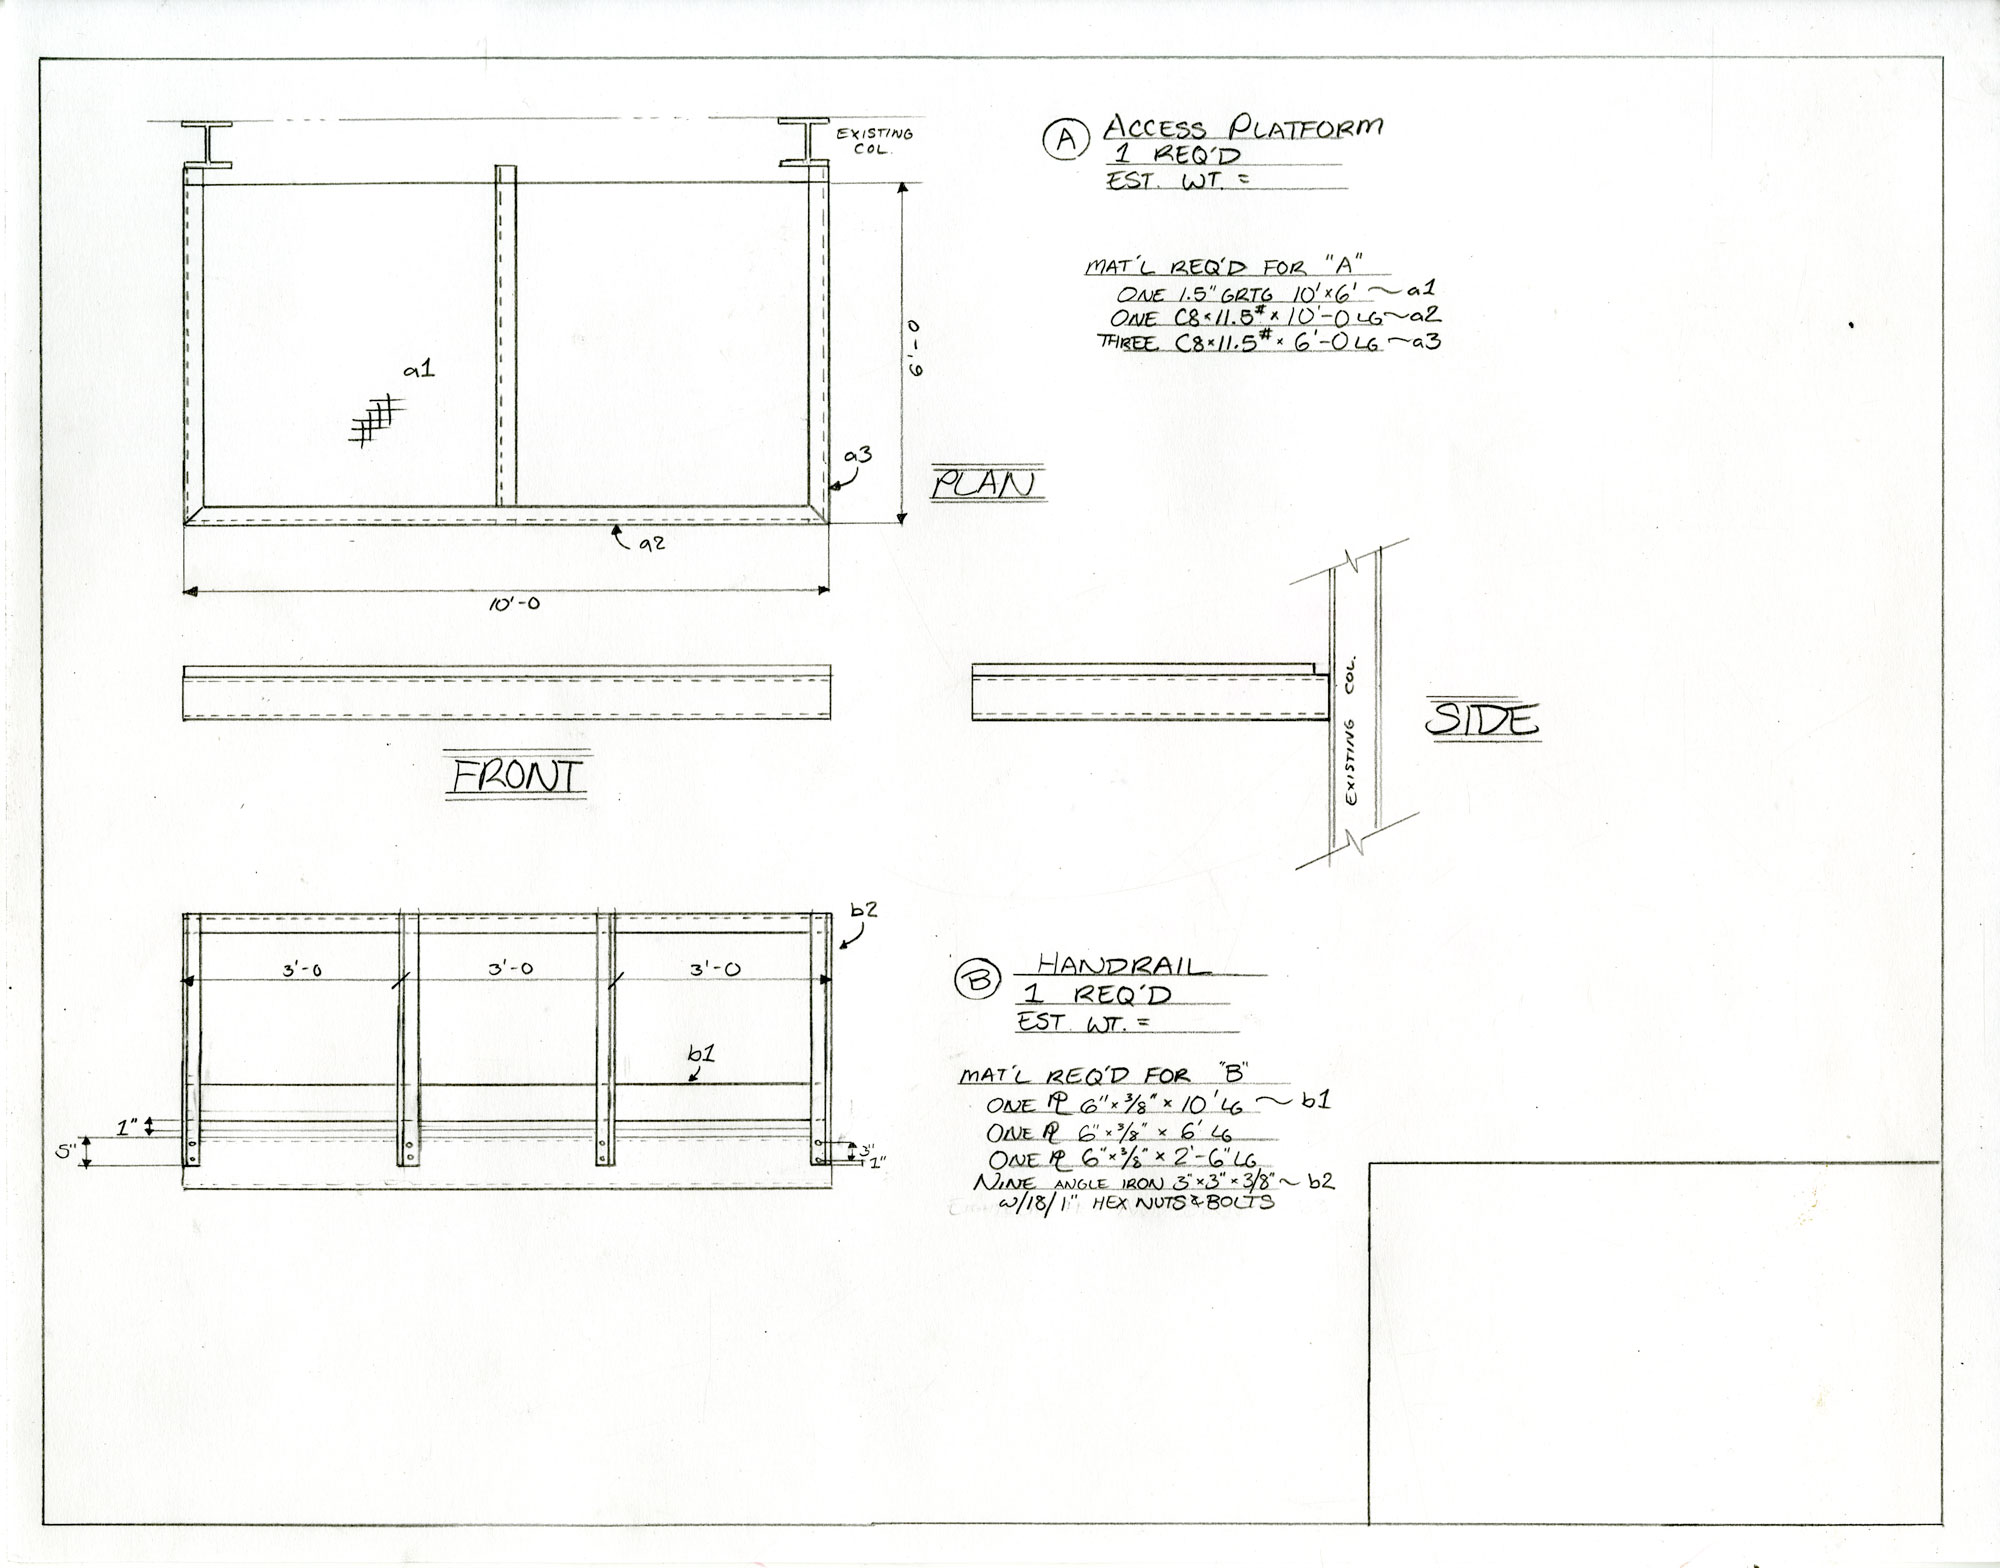 EXISTING
COL.
A ACCESS PLATFORM
1 REQ'D
EST. WT. =
MAT'L REQ'D FOR "A"
ONE 1.5" GRTG 10'×6' ~ a1
ONE C8×11.5# × 10'-0 LG ~ a2
THREE C8×11.5# × 6'-0 LG ~ a3
a1
6'-0
a3
PLAN
a2
10'-0
FRONT
EXISTING COL.
SIDE
b2
3'-0
3'-0
3'-0
b1
1"
5"
3"
1"
B HANDRAIL
1 REQ'D
EST. WT. =
MAT'L REQ'D FOR "B"
ONE PL 6"×3/8" × 10' LG ~ b1
ONE PL 6"×3/8" × 6' LG
ONE PL 6"×3/8" × 2'-6" LG
NINE ANGLE IRON 3"×3"×3/8" ~ b2
W/18/1" HEX NUTS & BOLTS